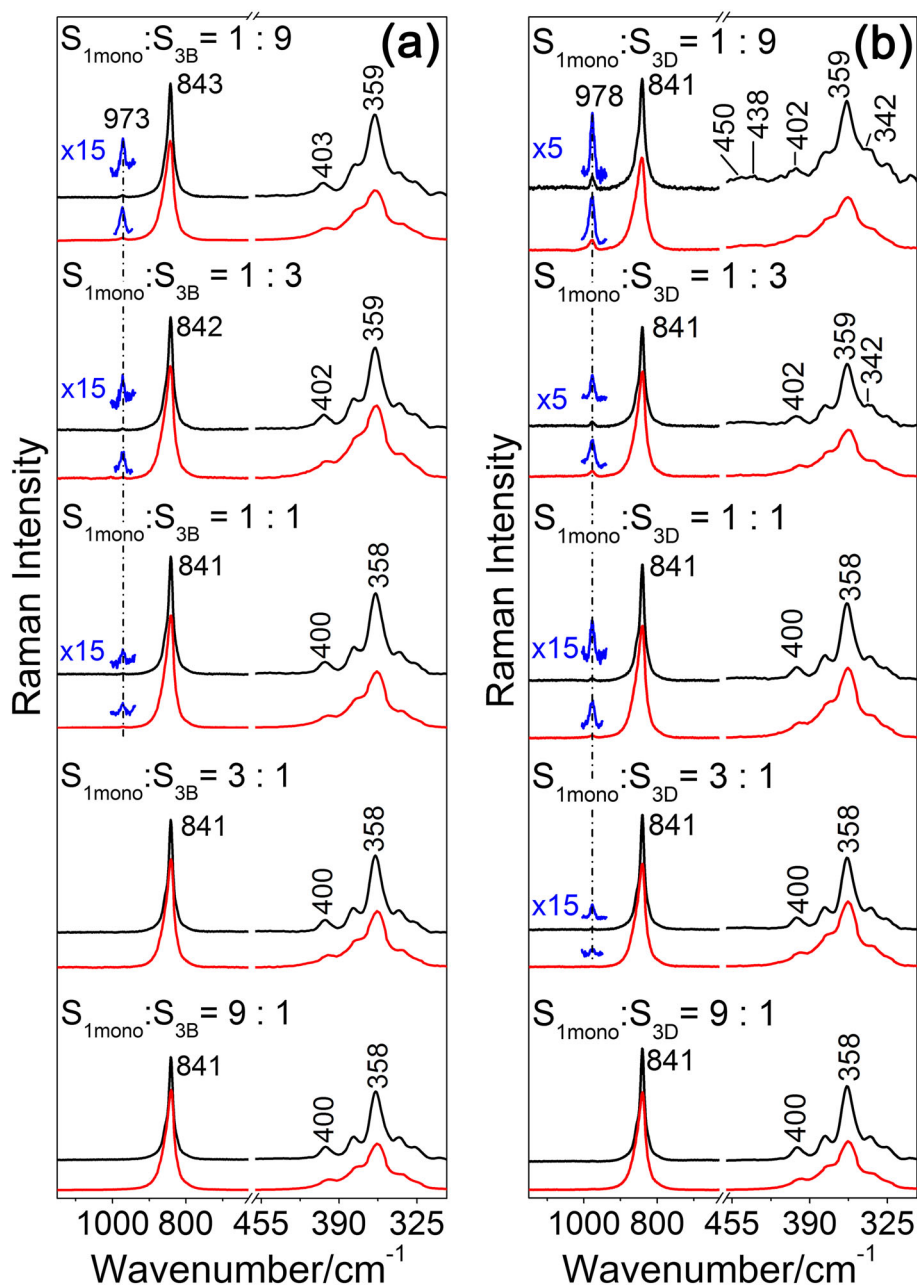 Raman Intensity
(a)
S1mono:S3B = 1 : 9
973
843
359
x15
403
S1mono:S3B = 1 : 3
842
359
x15
402
S1mono:S3B = 1 : 1
841
358
x15
400
S1mono:S3B = 3 : 1
841
358
400
S1mono:S3B = 9 : 1
841
358
400
1000 800 455 390 325
Wavenumber/cm-1
Raman Intensity
(b)
S1mono:S3D = 1 : 9
978
841
450
438
402
359
342
x5
S1mono:S3D = 1 : 3
841
359
342
x5
402
S1mono:S3D = 1 : 1
841
358
x15
400
S1mono:S3D = 3 : 1
841
358
x15
400
S1mono:S3D = 9 : 1
841
358
400
1000 800 455 390 325
Wavenumber/cm-1